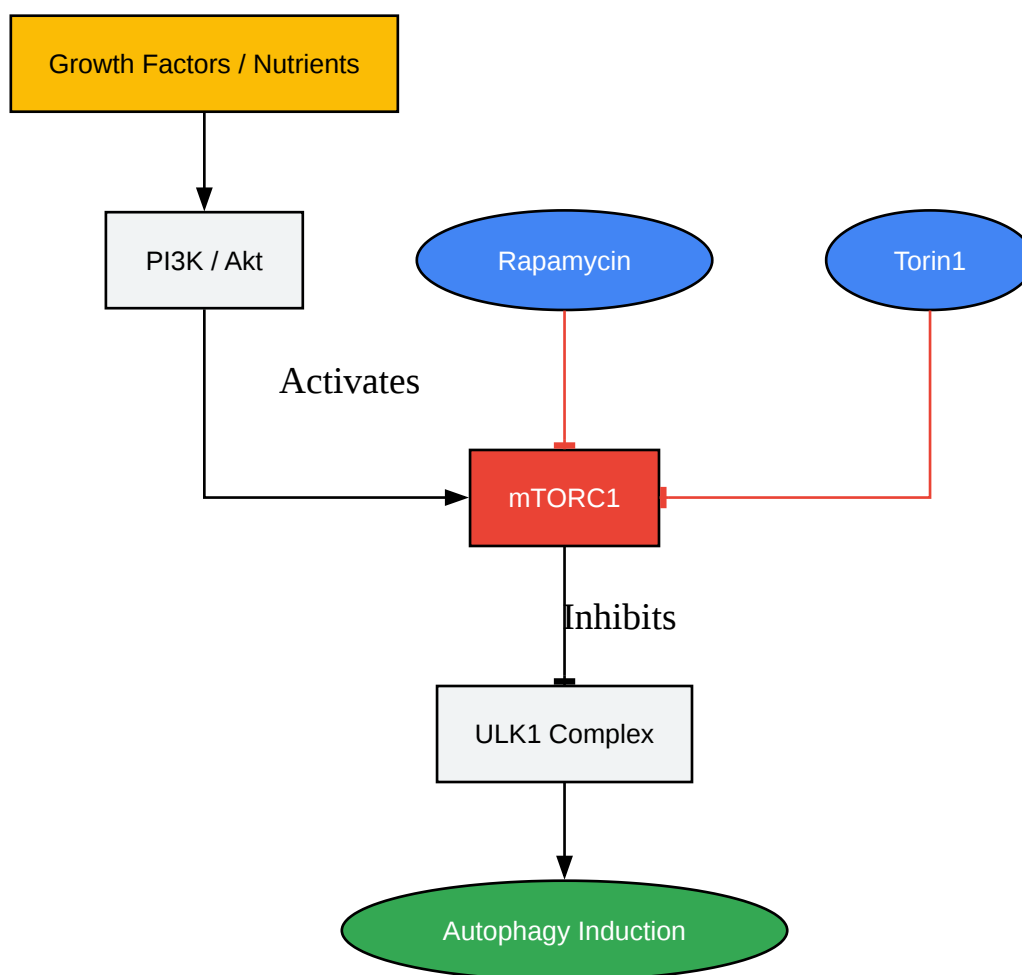 Growth Factors / Nutrients
PI3K / Akt
Rapamycin
Torin1
Activates
mTORC1
Inhibits
ULK1 Complex
Autophagy Induction